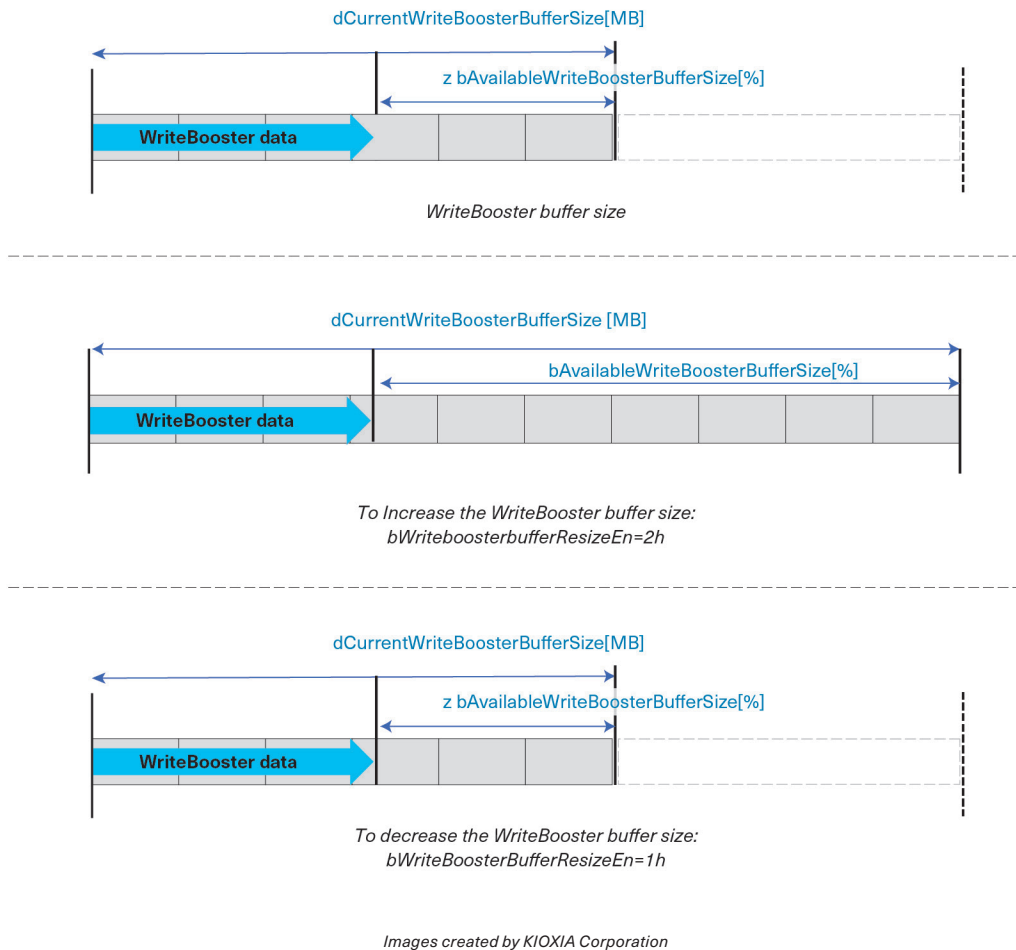 dCurrentWriteBoosterBufferSize[MB]
z bAvailableWriteBoosterBufferSize[%]
WriteBooster data
WriteBooster buffer size
dCurrentWriteBoosterBufferSize [MB]
bAvailableWriteBoosterBufferSize[%]
WriteBooster data
To Increase the WriteBooster buffer size:
bWriteboosterbufferResizeEn=2h
dCurrentWriteBoosterBufferSize[MB]
z bAvailableWriteBoosterBufferSize[%]
WriteBooster data
To decrease the WriteBooster buffer size:
bWriteBoosterBufferResizeEn=1h
Images created by KIOXIA Corporation